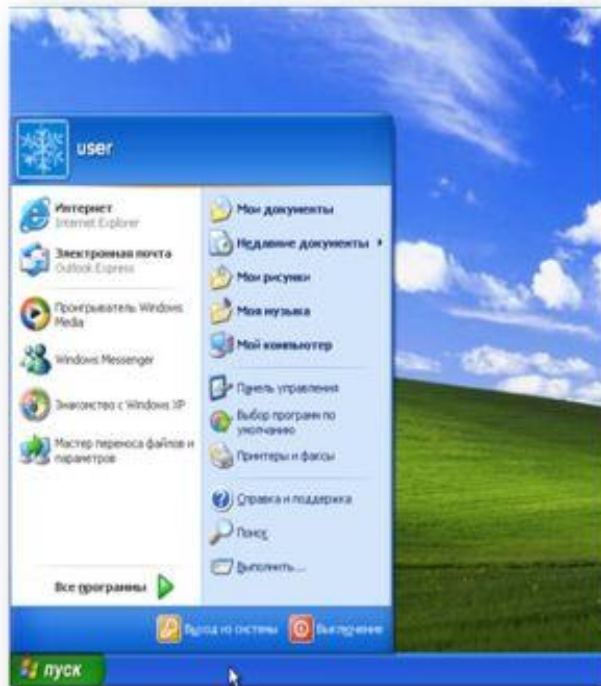 user
Интернет
Internet Explorer
Электронная почта
Outlook Express
Проигрыватель Windows
Media
Windows Messenger
Знакомство с Windows XP
Мастер переноса файлов и
параметров
Все программы
Мои документы
Недавние документы
Мои рисунки
Моя музыка
Мой компьютер
Панель управления
Выбор программ по
умолчанию
Принтеры и факсы
Справка и поддержка
Поиск
Выполнить...
Выход из системы
Выключение
пуск